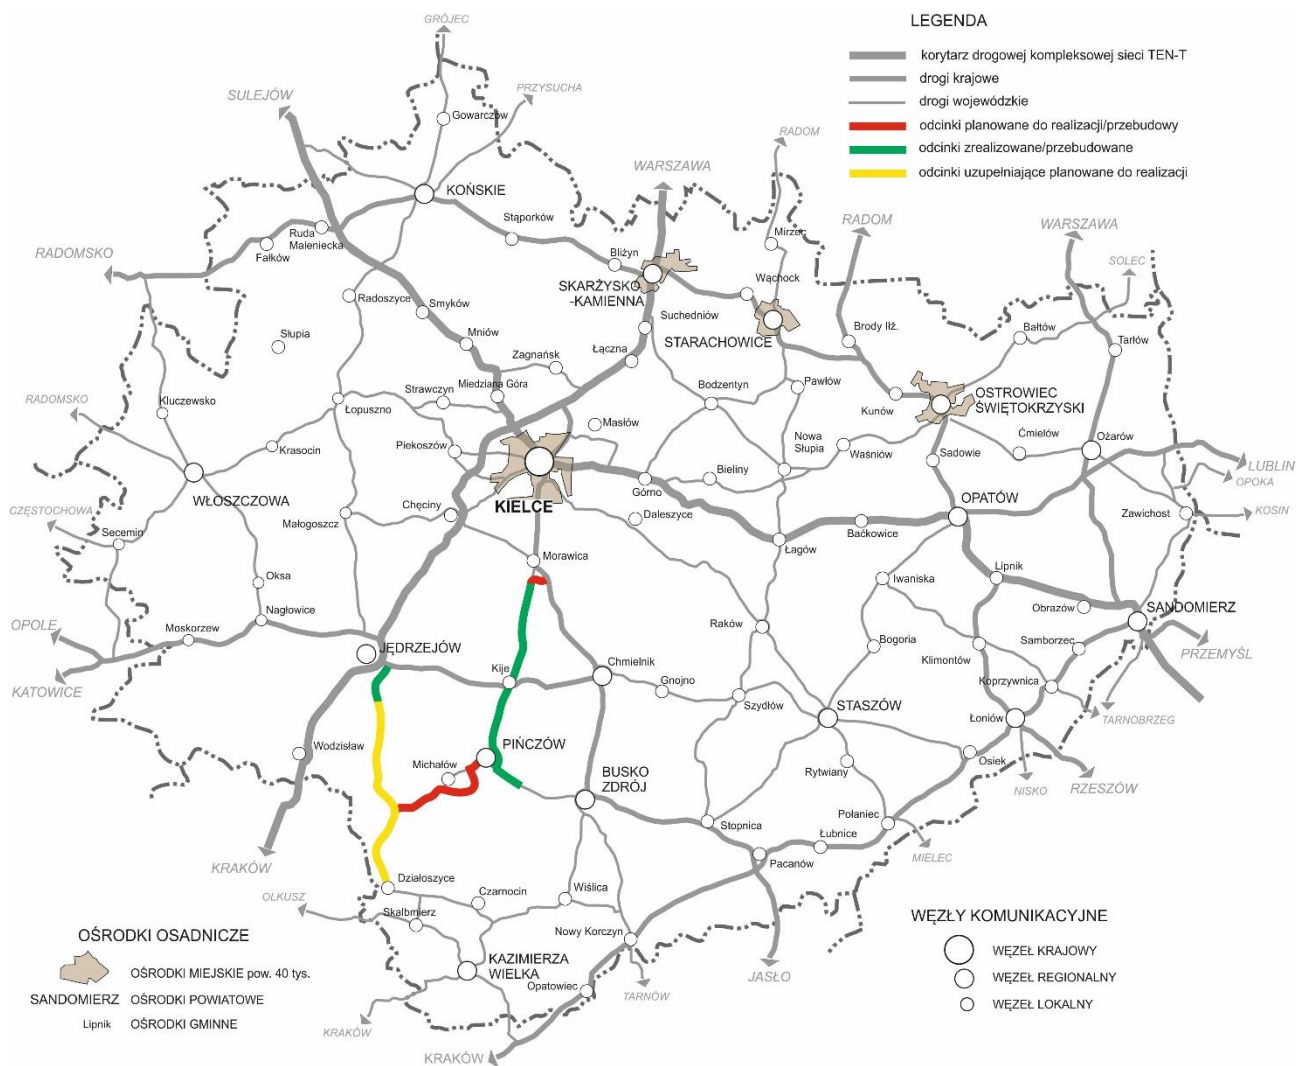 GRÓJEC
LEGENDA
korytarz drogowej kompleksowej sieci TEN-T
drogi krajowe
drogi wojewódzkie
odcinki planowane do realizacji/przebudowy
odcinki zrealizowane/przebudowane
odcinki uzupełniające planowane do realizacji
SULEJÓW
PRZYSUCHA
Gowarczów
RADOM
WARSZAWA
KOŃSKIE
Stąporków
RADOM
WARSZAWA
Ruda
Maleniecka
Fałków
RADOMSKO
Bliżyn
Mirzec
SOLEC
SKARŻYSKO
-KAMIENNA
Wąchock
Radoszyce
Smyków
Suchedniów
STARACHOWICE
Brody Iłż.
Bałtów
Tarłów
Słupia
Mniów
Zagnańsk
Łączna
Strawczyn
Miedziana Góra
Bodzentyn
Pawłów
Kunów
OSTROWIEC
ŚWIĘTOKRZYSKI
RADOMSKO
Kluczewsko
Łopuszno
Masłów
Krasocin
Piekoszów
Nowa
Słupia
Waśniów
Ćmielów
Ożarów
Sadowie
LUBLIN
OPOKA
WŁOSZCZOWA
KIELCE
Górno
Bieliny
OPATÓW
CZĘSTOCHOWA
Secemin
Małogoszcz
Chęciny
Daleszyce
Łagów
Baćkowice
Zawichost
KOSIN
Morawica
Oksa
Iwaniska
Lipnik
Nagłowice
Obrazów
SANDOMIERZ
OPOLE
Moskorzew
JĘDRZEJÓW
Raków
Bogoria
Klimontów
Samborzec
PRZEMYŚL
KATOWICE
Kije
Chmielnik
Gnojno
Szydłów
STASZÓW
Koprzywnica
Łoniów
TARNOBRZEG
Wodzisław
PIŃCZÓW
Michałów
BUSKO
ZDRÓJ
Rytwiany
Osiek
NISKO
RZESZÓW
Stopnica
Połaniec
Łubnice
MIELEC
KRAKÓW
Pacanów
Działoszyce
Czarnocin
Wiślica
OLKUSZ
Skalbmierz
Nowy Korczyn
JASŁO
KAZIMIERZA
WIELKA
Opatowiec
TARNÓW
KRAKÓW
KRAKÓW
OŚRODKI OSADNICZE
OŚRODKI MIEJSKIE pow. 40 tys.
SANDOMIERZ OŚRODKI POWIATOWE
Lipnik OŚRODKI GMINNE
WĘZŁY KOMUNIKACYJNE
WĘZEŁ KRAJOWY
WĘZEŁ REGIONALNY
WĘZEŁ LOKALNY